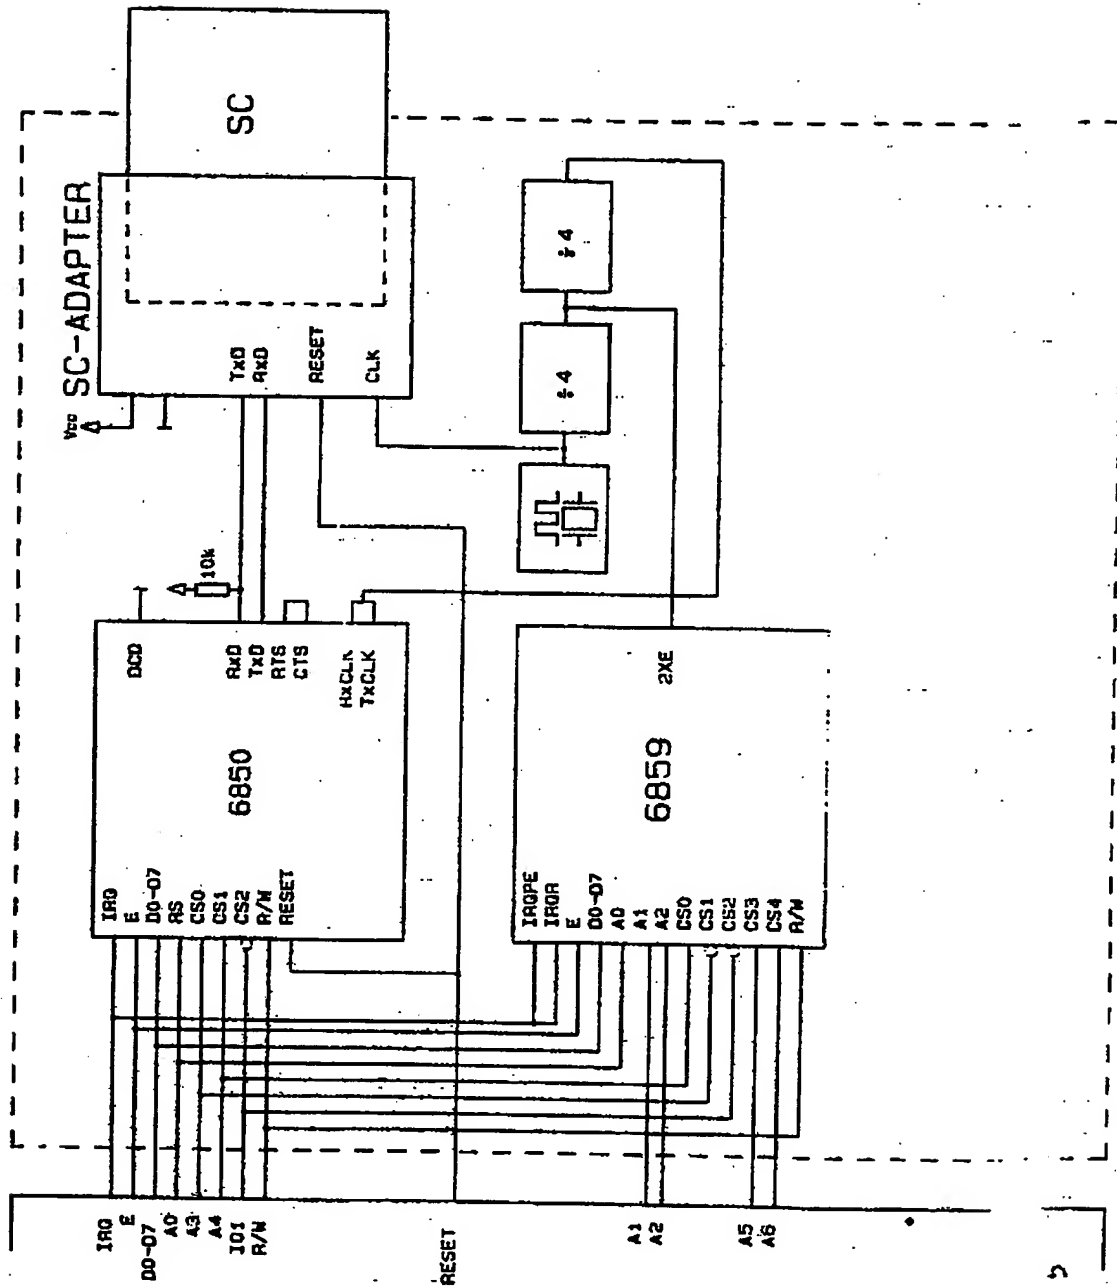 SC
SC-ADAPTER
Vcc
TxD
RxD
RESET
CLK
÷4
÷4
10k
DCD
RxD
TxD
RTS
CTS
RxCLK
TxCLK
6850
IRQ
E
D0-D7
RS
CS0
CS1
CS2
R/W
RESET
2XE
6859
IRQPE
IRQR
E
D0-D7
A0
A1
A2
CS0
CS1
CS2
CS3
CS4
R/W
IRQ
E
D0-D7
A0
A3
A4
IO1
R/W
RESET
A1
A2
A5
A6